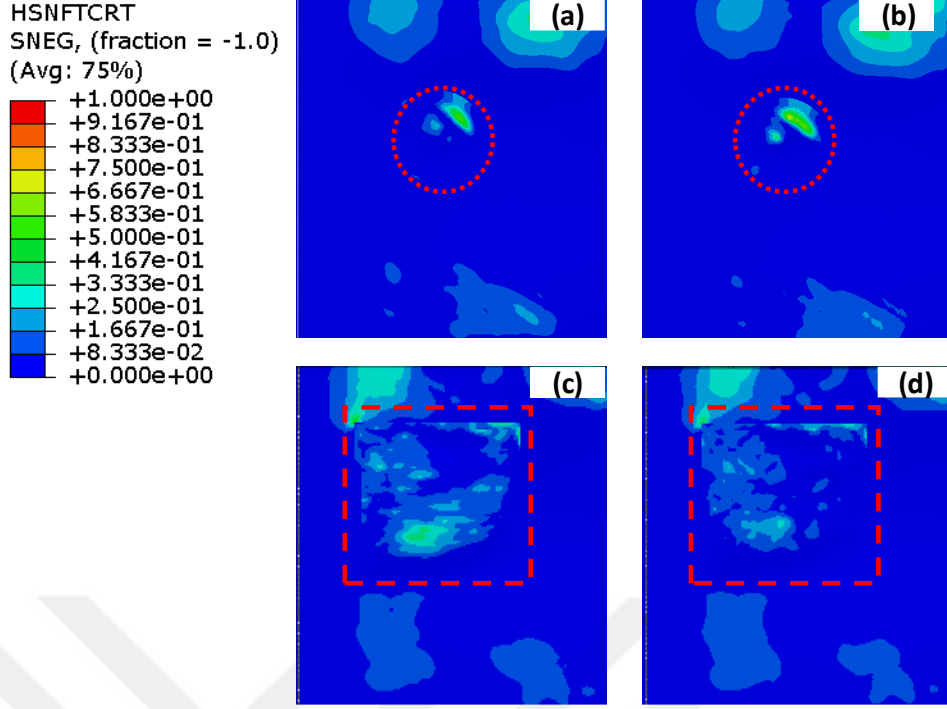 HSNFTCRT
SNEG, (fraction = -1.0)
(Avg: 75%)
+1.000e+00
+9.167e-01
+8.333e-01
+7.500e-01
+6.667e-01
+5.833e-01
+5.000e-01
+4.167e-01
+3.333e-01
+2.500e-01
+1.667e-01
+8.333e-02
+0.000e+00
(a)
(b)
(c)
(d)